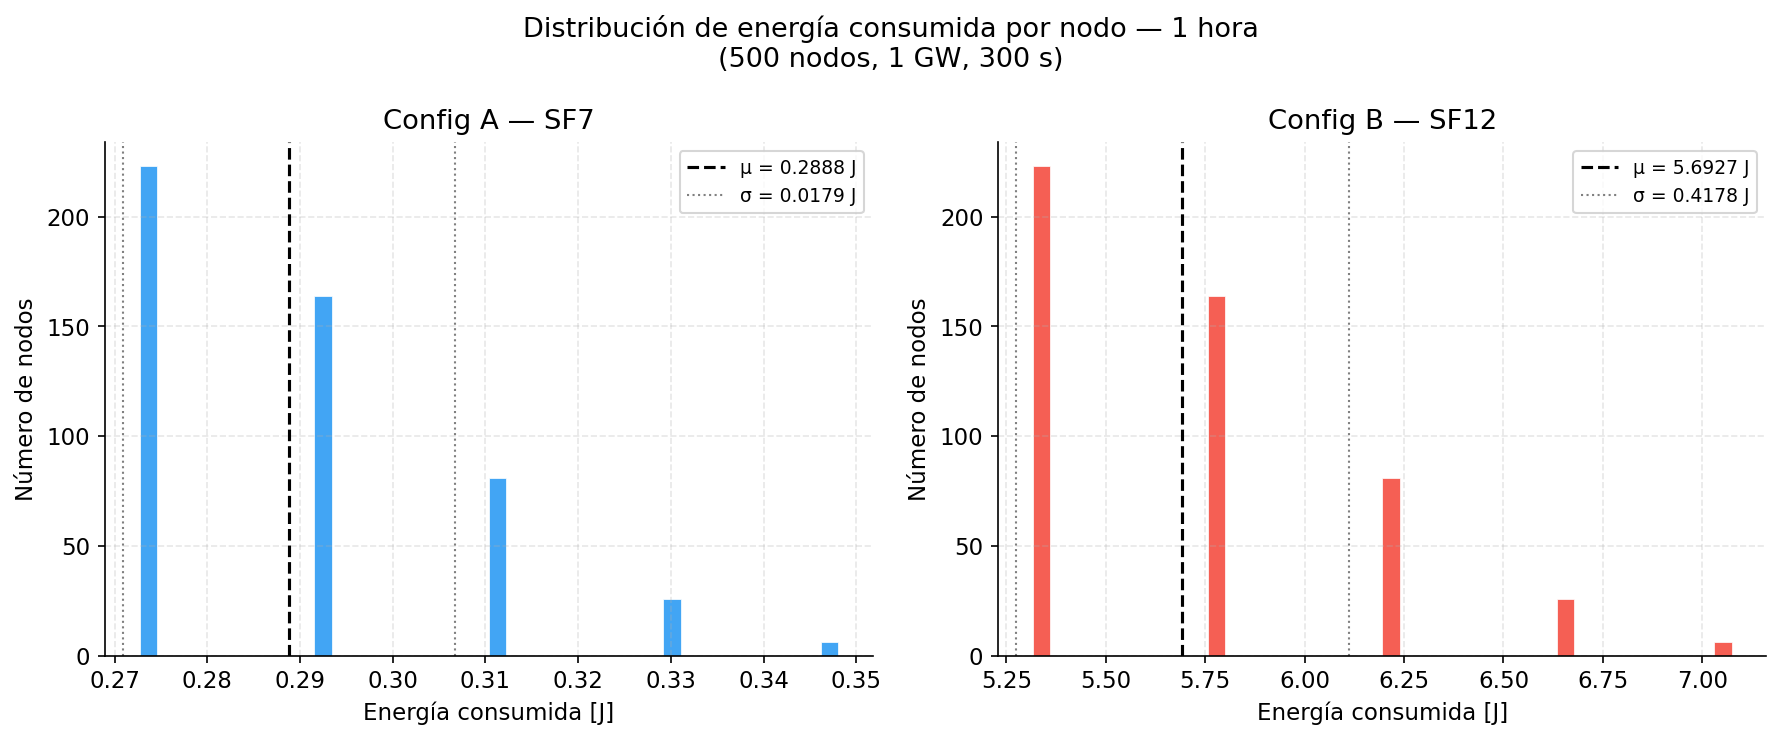 Distribución de energía consumida por nodo — 1 hora
(500 nodos, 1 GW, 300 s)
Config A — SF7
μ = 0.2888 J
σ = 0.0179 J
Número de nodos
200
150
100
50
0
0.27 0.28 0.29 0.30 0.31 0.32 0.33 0.34 0.35
Energía consumida [J]
Config B — SF12
μ = 5.6927 J
σ = 0.4178 J
Número de nodos
200
150
100
50
0
5.25 5.50 5.75 6.00 6.25 6.50 6.75 7.00
Energía consumida [J]